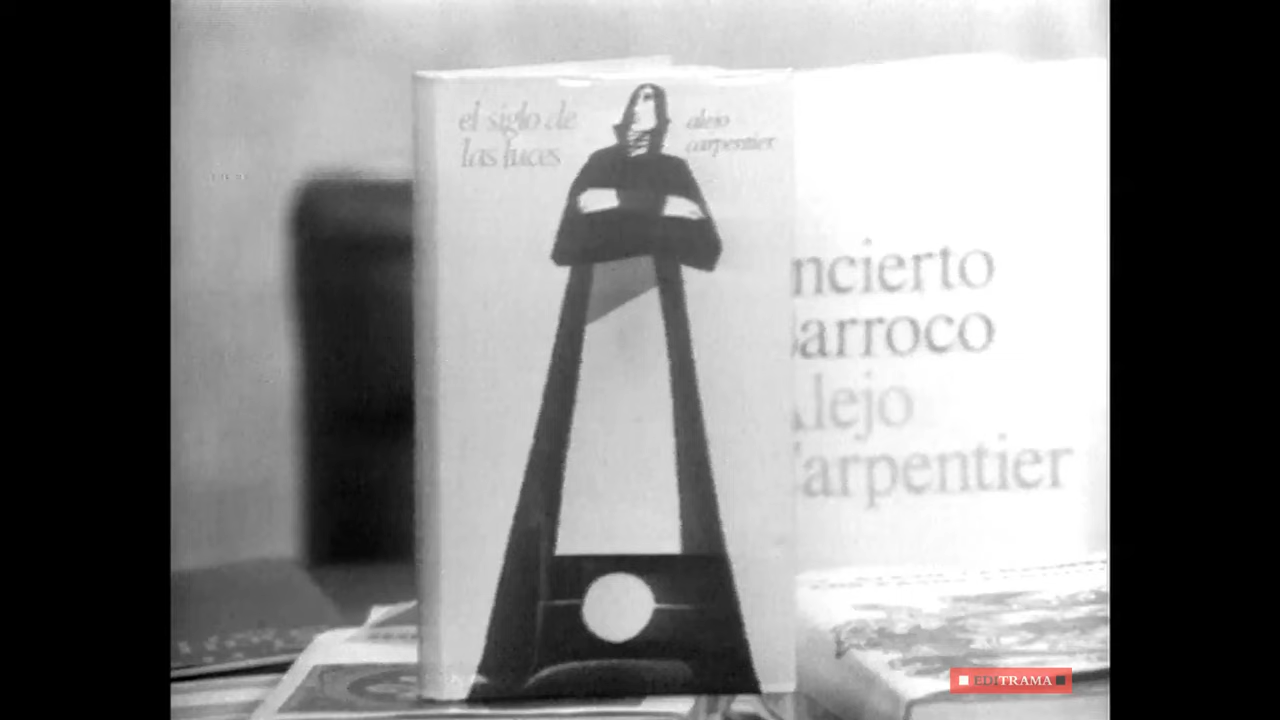 el siglo de
las luces
alejo
carpentier
ncierto
arroco
lejo
arpentier
EDITRAMA